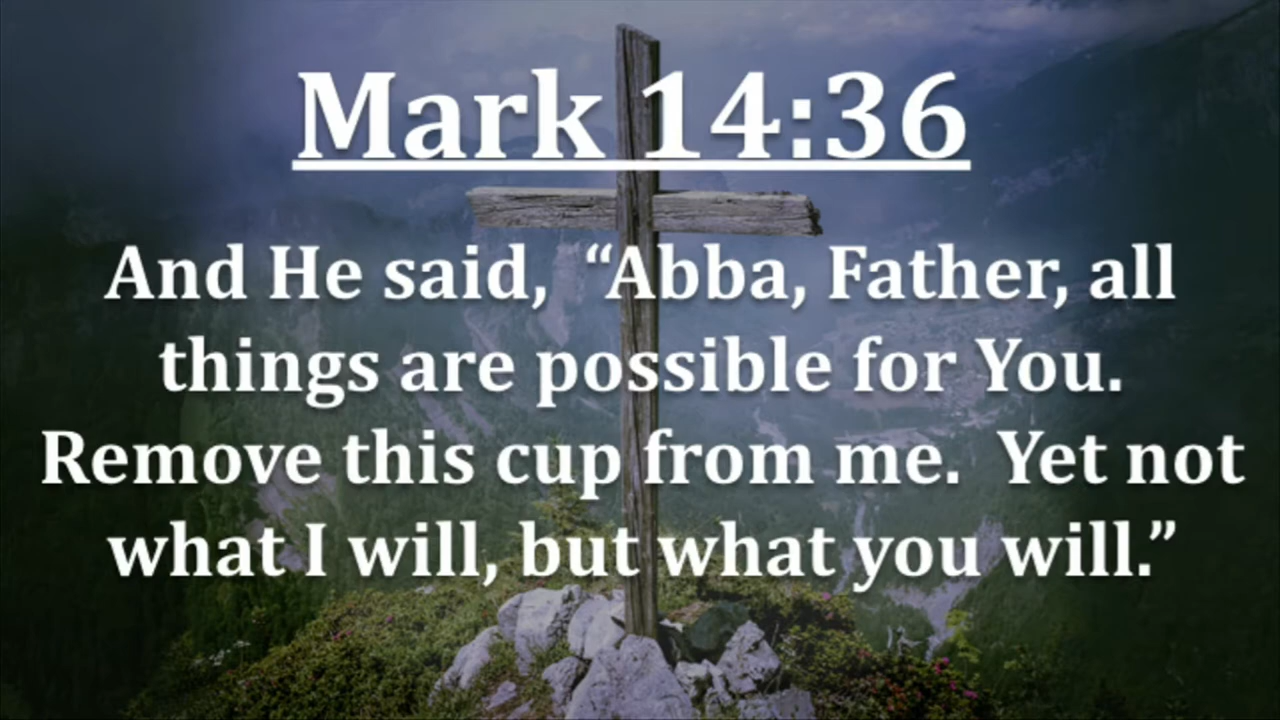 Mark 14:36
And He said,  “Abba, Father, all
things are possible for You.
Remove this cup from me.  Yet not
what I will, but what you will.”